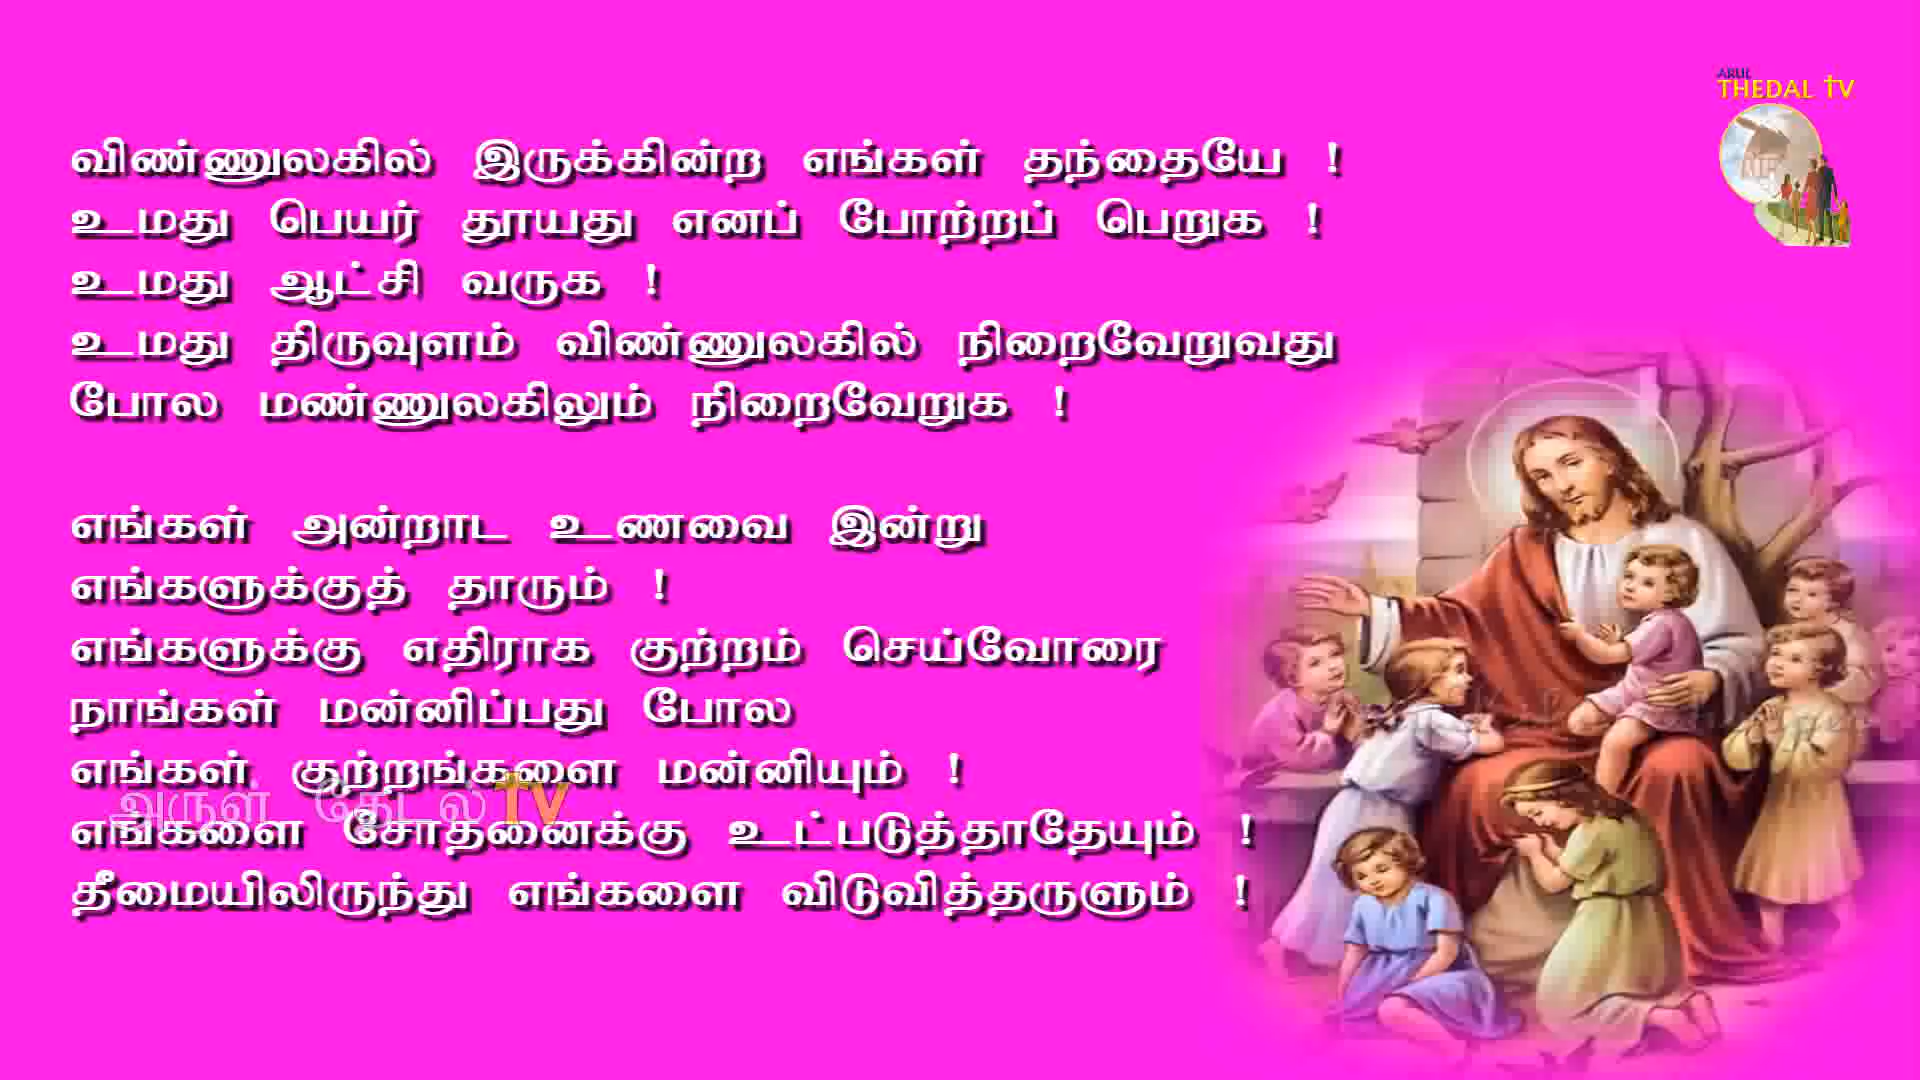 ARUL
THEDAL TV
விண்ணுலகில் இருக்கின்ற எங்கள் தந்தையே !
உமது பெயர் தூயது எனப் போற்றப் பெறுக !
உமது ஆட்சி வருக !
உமது திருவுளம் விண்ணுலகில் நிறைவேறுவது
போல மண்ணுலகிலும் நிறைவேறுக !
எங்கள் அன்றாட உணவை இன்று
எங்களுக்குத் தாரும் !
எங்களுக்கு எதிராக குற்றம் செய்வோரை
நாங்கள் மன்னிப்பது போல
எங்கள் குற்றங்களை மன்னியும் !
அருள் தேடல் TV
எங்களை சோதனைக்கு உட்படுத்தாதேயும் !
தீமையிலிருந்து எங்களை விடுவித்தருளும் !